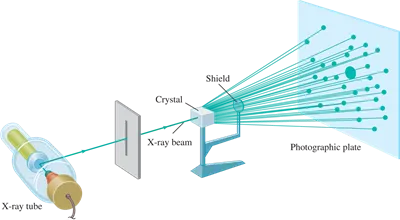 Shield
Crystal
X-ray beam
Photographic plate
X-ray tube